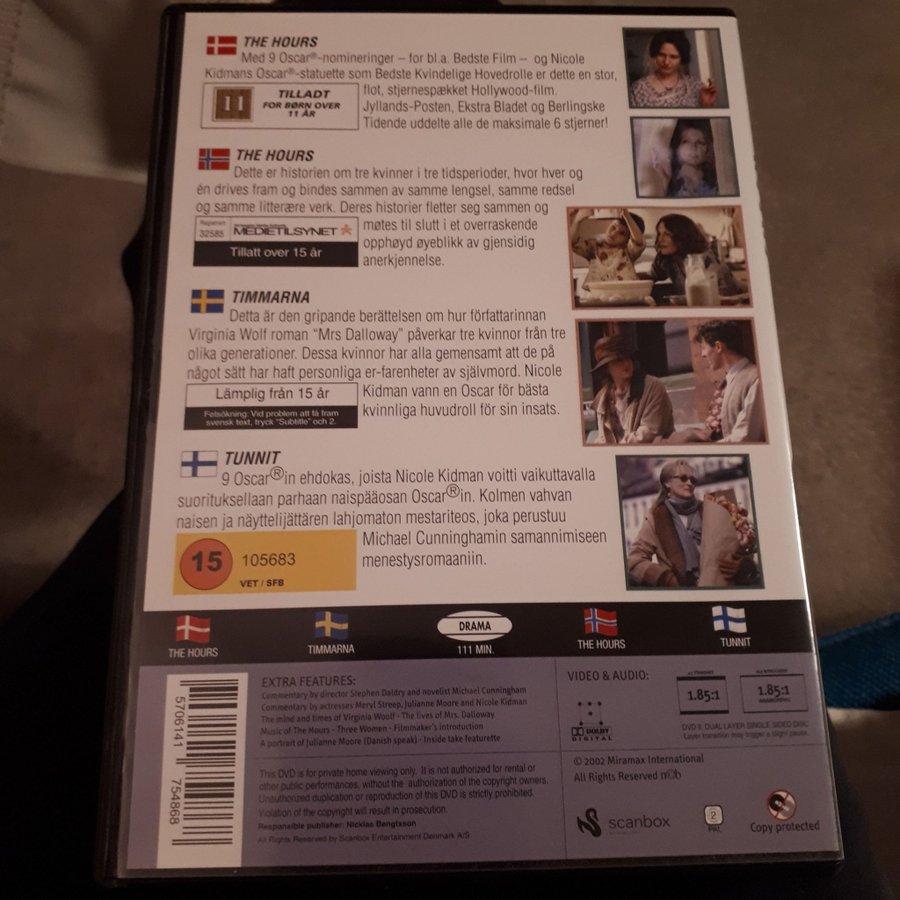 THE HOURS
Med 9 Oscar®-nomineringer – for bl.a. Bedste Film – og Nicole
Kidmans Oscar®-statuette som Bedste Kvindelige Hovedrolle er dette en stor,
flot, stjernespækket Hollywood-film.
Jyllands-Posten, Ekstra Bladet og Berlingske
Tidende uddelte alle de maksimale 6 stjerner!
11
TILLADT
FOR BØRN OVER
11 ÅR
THE HOURS
Dette er historien om tre kvinner i tre tidsperioder, hvor hver og
én drives fram og bindes sammen av samme lengsel, samme redsel
og samme litterære verk. Deres historier fletter seg sammen og
møtes til slutt i et overraskende
opphøyd øyeblikk av gjensidig
anerkjennelse.
32585
MEDIETILSYNET
Tillatt over 15 år
TIMMARNA
Detta är den gripande berättelsen om hur författarinnan
Virginia Wolf roman "Mrs Dalloway" påverkar tre kvinnor från tre
olika generationer. Dessa kvinnor har alla gemensamt att de på
något sätt har haft personliga er-farenheter av självmord. Nicole
Kidman vann en Oscar för bästa
kvinnliga huvudroll för sin insats.
Lämplig från 15 år
Felsökning: Vid problem att få fram
svensk text, tryck "Subtitle" och 2.
TUNNIT
9 Oscar®in ehdokas, joista Nicole Kidman voitti vaikuttavalla
suorituksellaan parhaan naispääosan Oscar®in. Kolmen vahvan
naisen ja näyttelijättären lahjomaton mestariteos, joka perustuu
Michael Cunninghamin samannimiseen
menestysromaaniin.
15
105683
VET / SFB
THE HOURS
TIMMARNA
DRAMA
111 MIN.
THE HOURS
TUNNIT
5706141 754868
EXTRA FEATURES:
Commentary by director Stephen Daldry and novelist Michael Cunningham
Commentary by actresses Meryl Streep, Julianne Moore and Nicole Kidman
The mind and times of Virginia Woolf - The lives of Mrs. Dalloway
Music of The Hours - Three Women - Filmmaker's introduction
A portrait of Julianne Moore (Danish speak) - Inside take featurette
This DVD is for private home viewing only. It is not authorized for rental or
other public performances, without the authorization of the copyright owners.
Unauthorized duplication or reproduction of this DVD is strictly prohibited.
Violation of the copyright will result in prosecution.
Responsible publisher: Nicklas Bengtsson
All Rights Reserved by Scanbox Entertainment Denmark A/S
VIDEO & AUDIO:
1.85:1
1.85:1
DOLBY
DIGITAL
DVD 9: DUAL LAYER SINGLE SIDED DISC
Layer transition may trigger a slight pause.
© 2002 Miramax International
All Rights Reserved
scanbox
2
PAL
Copy protected